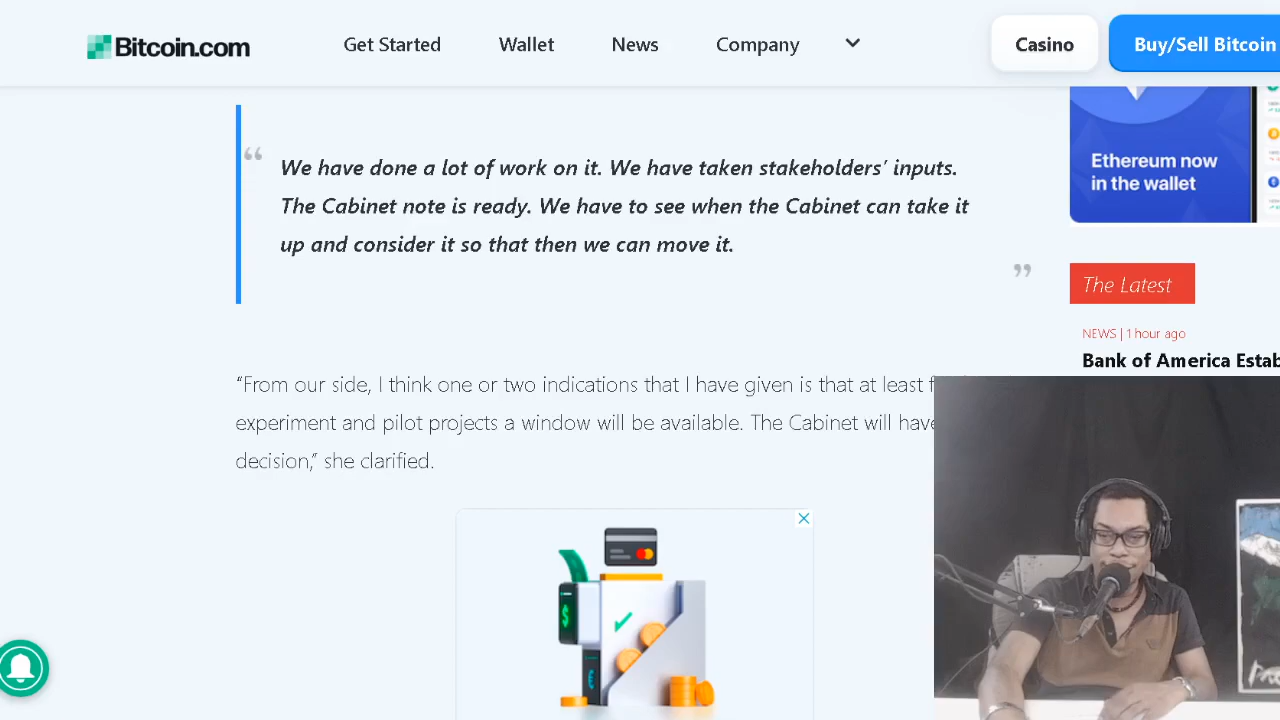 Bitcoin.com
Get Started
Wallet
News
Company
Casino
Buy/Sell Bitcoin
“
We have done a lot of work on it. We have taken stakeholders’ inputs.
The Cabinet note is ready. We have to see when the Cabinet can take it
up and consider it so that then we can move it.
”
“From our side, I think one or two indications that I have given is that at least
experiment and pilot projects a window will be available. The Cabinet will have
decision,” she clarified.
Ethereum now
in the wallet
The Latest
NEWS | 1 hour ago
Bank of America Estab